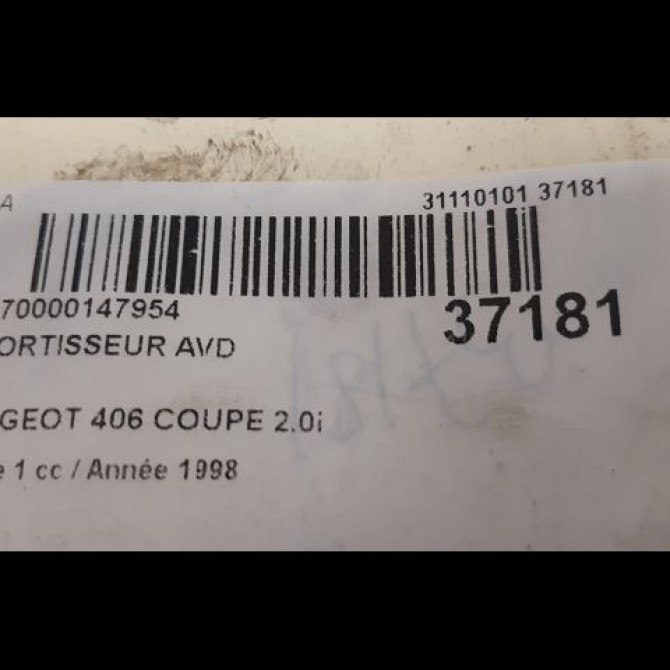 A 31110101 37181
70000147954 37181
ORTISSEUR AVD
GEOT 406 COUPE 2.0i
e 1 cc / Année 1998